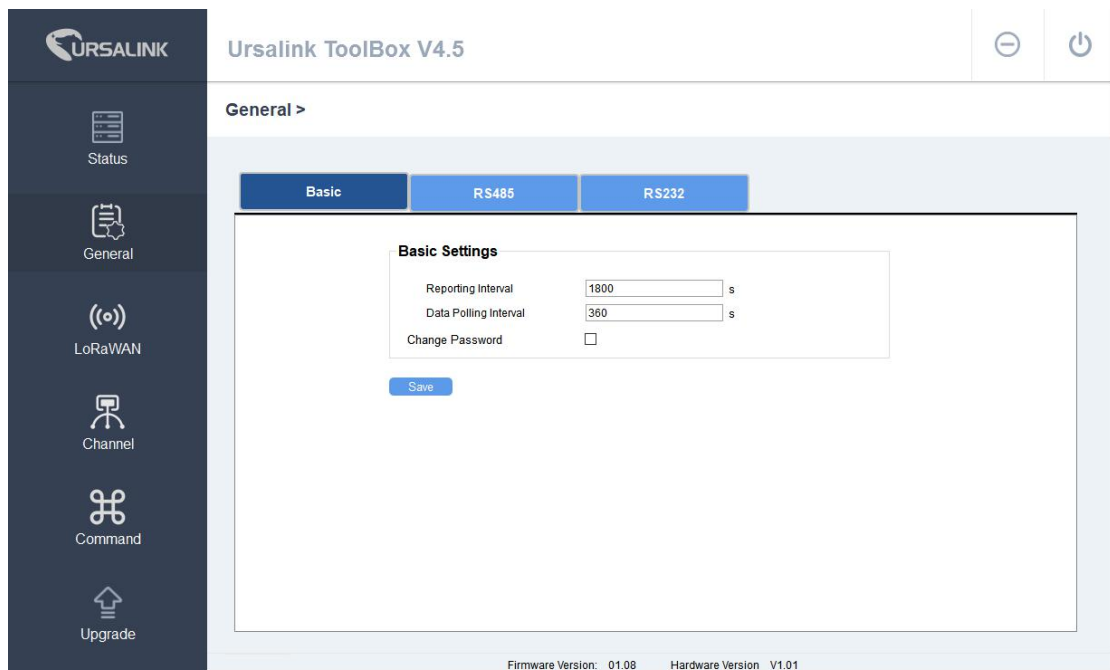 URSALINK
Ursalink ToolBox V4.5
General >
Status
General
LoRaWAN
Channel
Command
Upgrade
Basic RS485 RS232
Basic Settings
Reporting Interval 1800 s
Data Polling Interval 360 s
Change Password
Save
Firmware Version: 01.08 Hardware Version V1.01